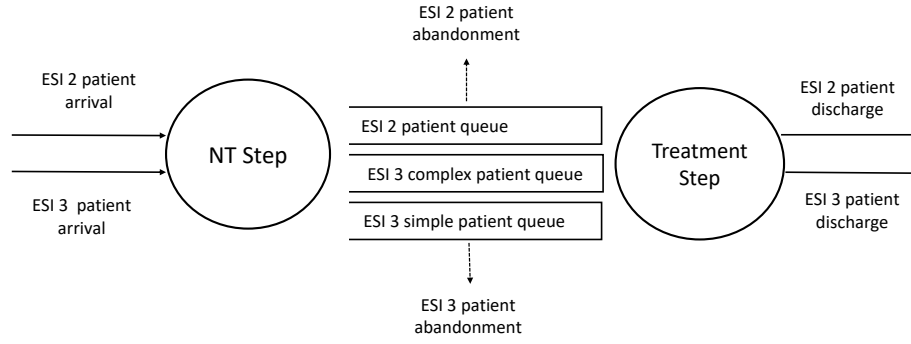 ESI 2 patient
abandonment
ESI 2 patient
arrival
NT Step
ESI 3 patient
arrival
ESI 2 patient queue
ESI 3 complex patient queue
ESI 3 simple patient queue
Treatment
Step
ESI 2 patient
discharge
ESI 3 patient
discharge
ESI 3 patient
abandonment